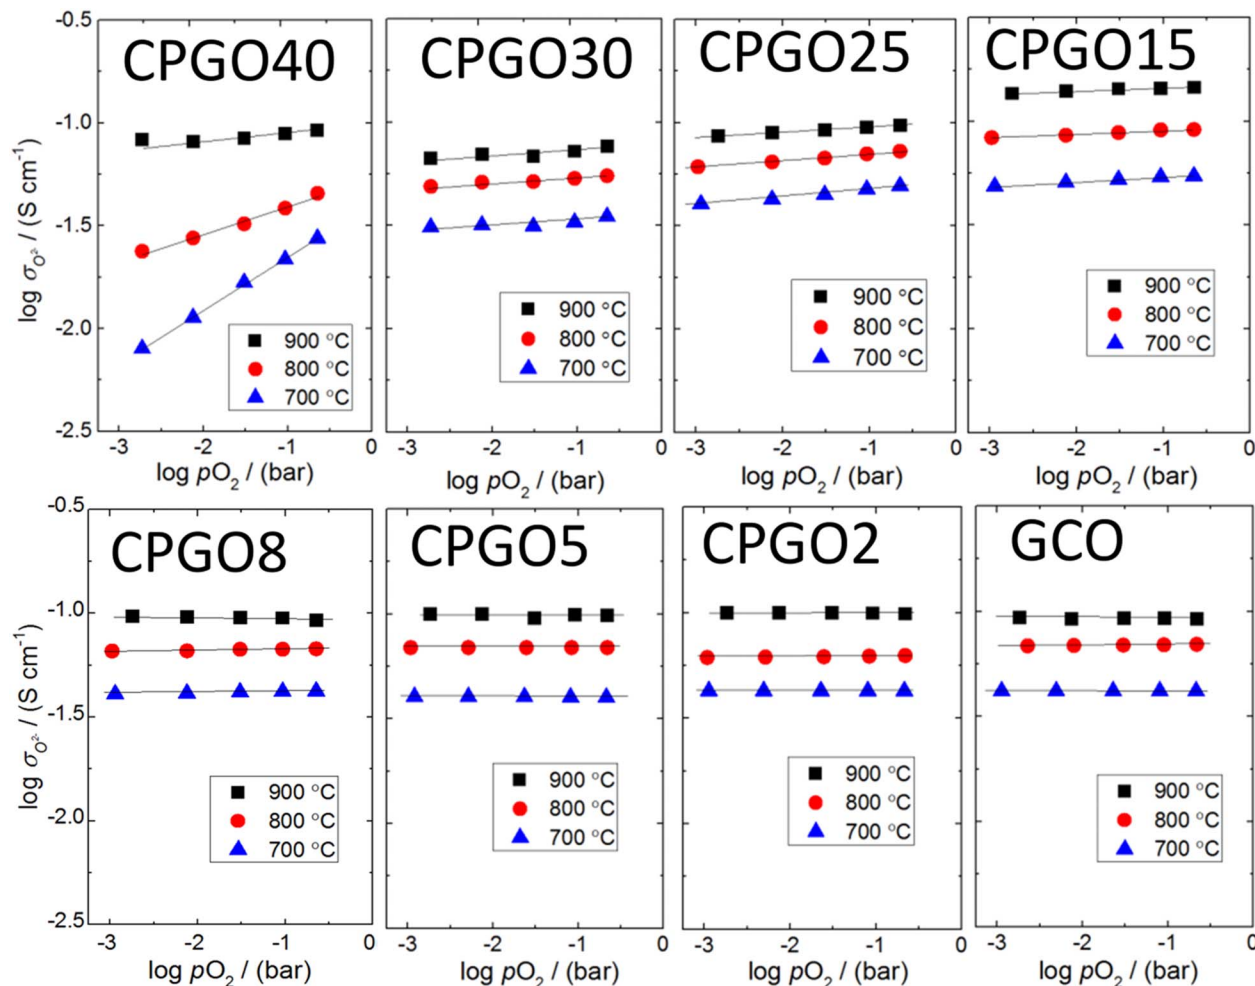 -0.5
CPGO40
CPGO30
CPGO25
CPGO15
-1.0
-1.5
-2.0
-2.5
log σO2- / (S cm⁻¹)
900 °C
800 °C
700 °C
900 °C
800 °C
700 °C
900 °C
800 °C
700 °C
900 °C
800 °C
700 °C
-3 -2 -1 0
-3 -2 -1 0
-3 -2 -1 0
-3 -2 -1 0
log pO₂ / (bar)
log pO₂ / (bar)
log pO₂ / (bar)
log pO₂ / (bar)
-0.5
CPGO8
CPGO5
CPGO2
GCO
-1.0
-1.5
-2.0
-2.5
log σO2- / (S cm⁻¹)
900 °C
800 °C
700 °C
900 °C
800 °C
700 °C
900 °C
800 °C
700 °C
900 °C
800 °C
700 °C
-3 -2 -1 0
-3 -2 -1 0
-3 -2 -1 0
-3 -2 -1 0
log pO₂ / (bar)
log pO₂ / (bar)
log pO₂ / (bar)
log pO₂ / (bar)